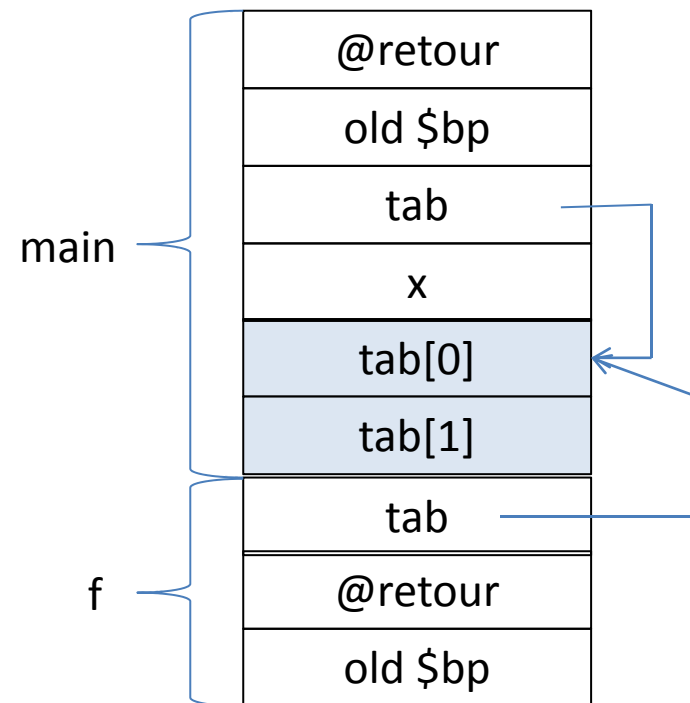 @retour
old $bp
tab
main
x
tab[0]
tab[1]
tab
f
@retour
old $bp